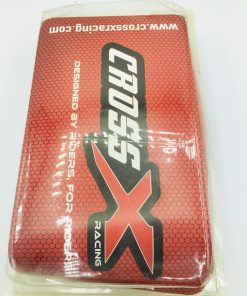 www.crossxracing.com
CROSS X
RACING
DESIGNED BY RIDERS, FOR